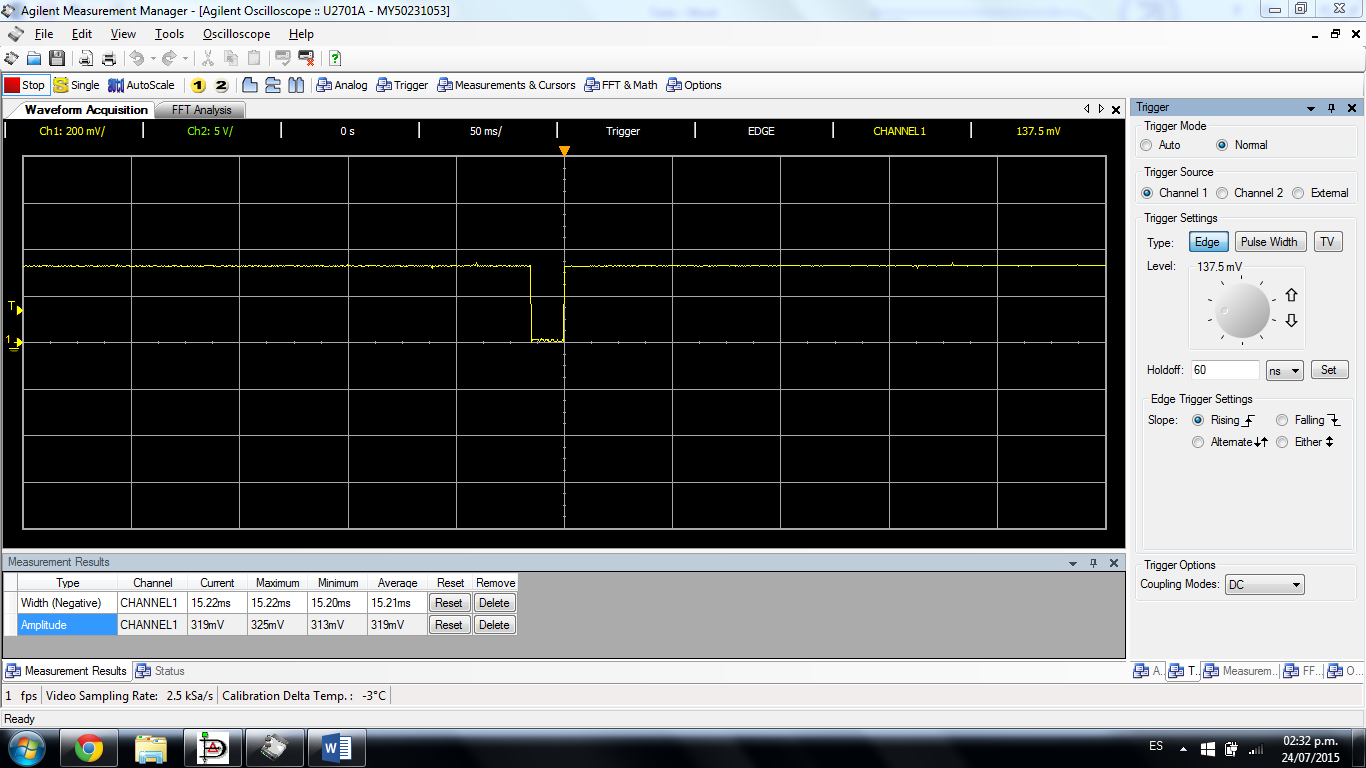 Agilent Measurement Manager - [Agilent Oscilloscope :: U2701A - MY50231053]
File Edit View Tools Oscilloscope Help
Stop Single AutoScale 1 2 Analog Trigger Measurements & Cursors FFT & Math Options
Waveform Acquisition FFT Analysis
Ch1: 200 mV/ Ch2: 5 V/ 0 s 50 ms/ Trigger EDGE CHANNEL1 137.5 mV
T
1
Trigger
Trigger Mode
Auto Normal
Trigger Source
Channel 1 Channel 2 External
Trigger Settings
Type: Edge Pulse Width TV
Level: 137.5 mV
Holdoff: 60 ns Set
Edge Trigger Settings
Slope: Rising Falling
Alternate Either
Trigger Options
Coupling Modes: DC
A.. T.. Measurem... FF... O...
Measurement Results
Type Channel Current Maximum Minimum Average Reset Remove
Width (Negative) CHANNEL1 15.22ms 15.22ms 15.20ms 15.21ms Reset Delete
Amplitude CHANNEL1 319mV 325mV 313mV 319mV Reset Delete
Measurement Results Status
1 fps Video Sampling Rate: 2.5 kSa/s Calibration Delta Temp. : -3°C
Ready
ES 02:32 p.m.
24/07/2015